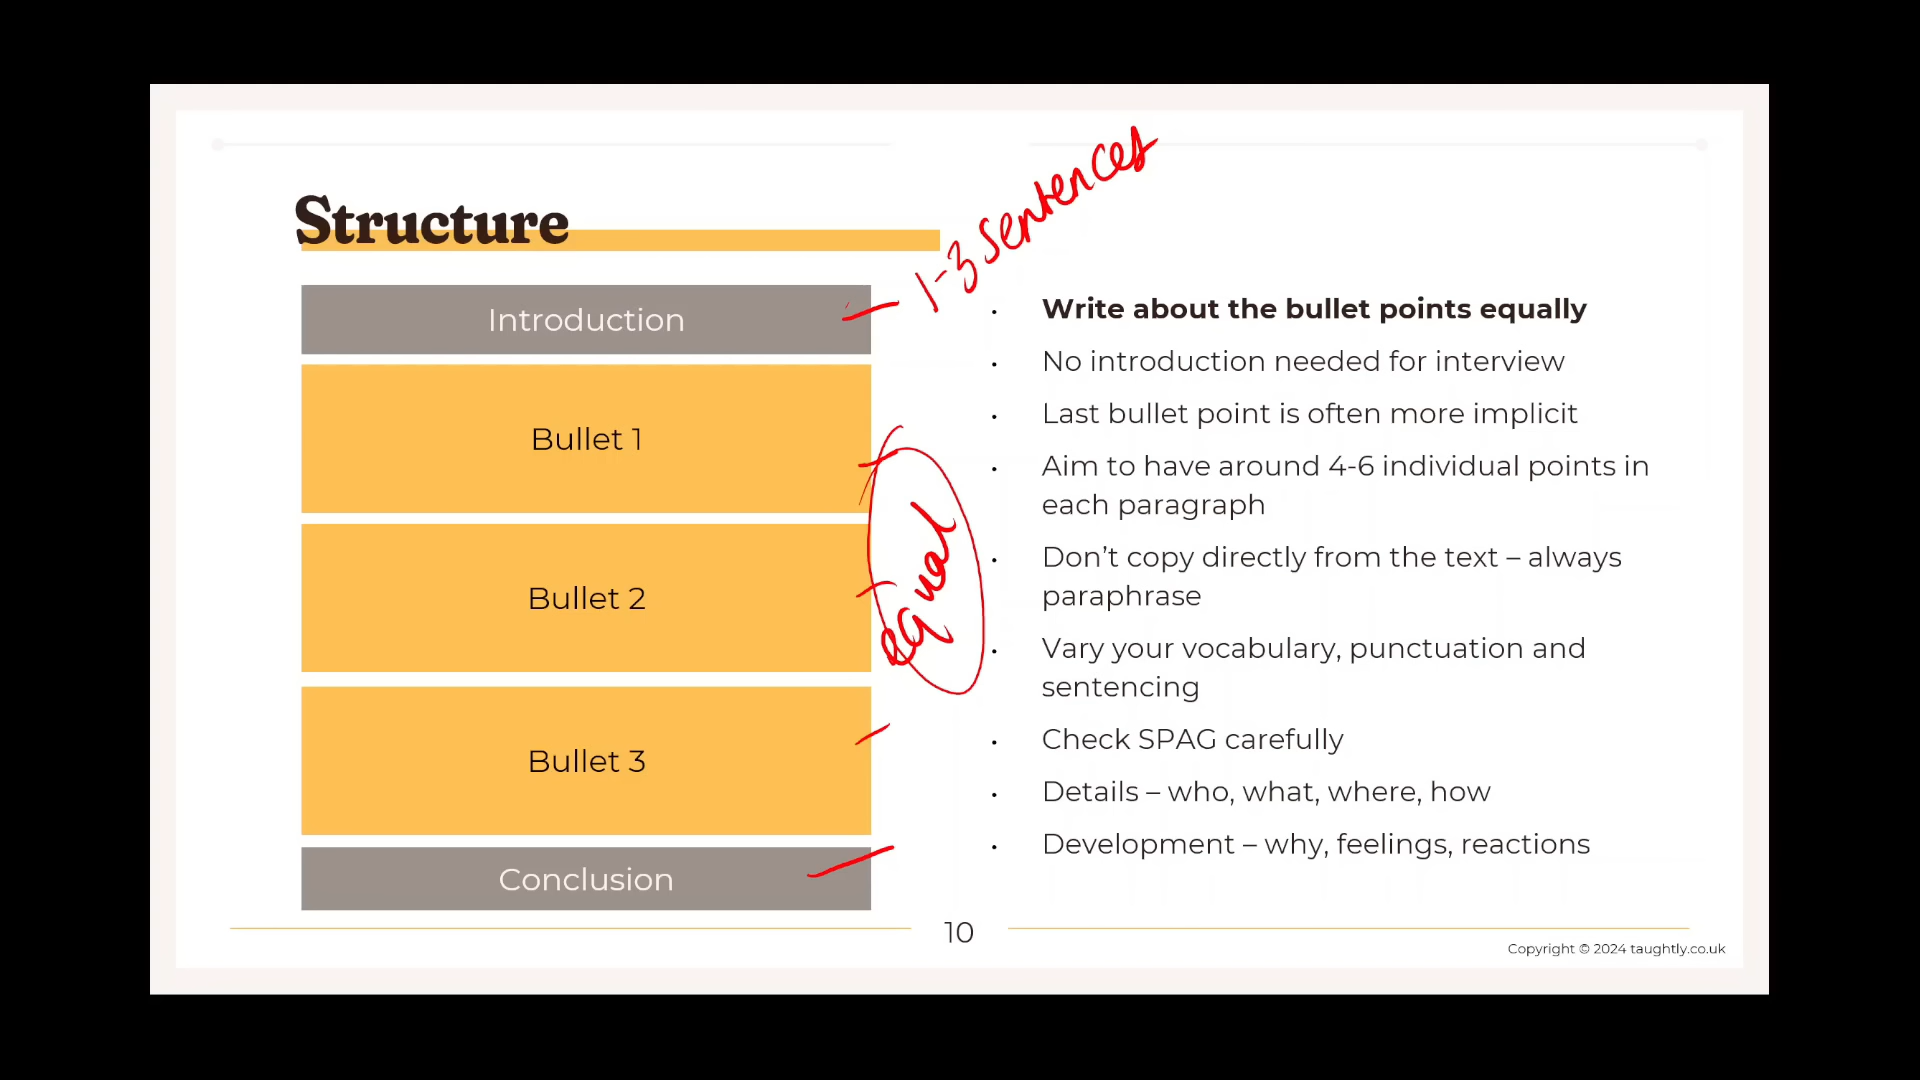 Structure
1-3 sentences
Introduction
Bullet 1
Bullet 2
Bullet 3
Conclusion
equal
• Write about the bullet points equally
• No introduction needed for interview
• Last bullet point is often more implicit
• Aim to have around 4-6 individual points in
each paragraph
• Don’t copy directly from the text – always
paraphrase
• Vary your vocabulary, punctuation and
sentencing
• Check SPAG carefully
• Details – who, what, where, how
• Development – why, feelings, reactions
10
Copyright © 2024 taughtly.co.uk